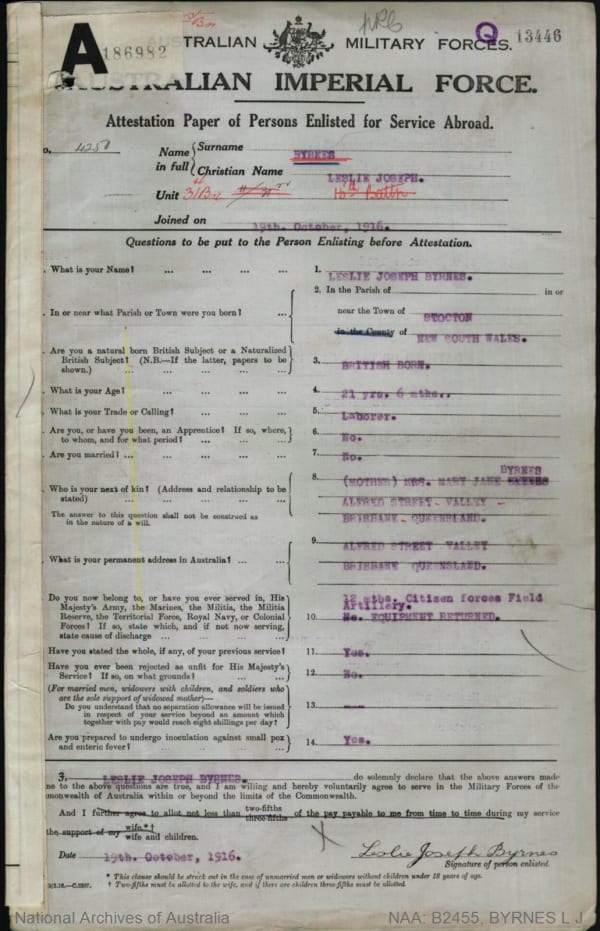 A 186982
13446
AUSTRALIAN MILITARY FORCES.
AUSTRALIAN IMPERIAL FORCE.
Attestation Paper of Persons Enlisted for Service Abroad.
o. 4250
Name in full
Surname BYRNES
Christian Name LESLIE JOSEPH.
Unit 31 Bn
Joined on 19th. October, 1916.
Questions to be put to the Person Enlisting before Attestation.
. What is your Name? ... ... ... ... 1. LESLIE JOSEPH BYRNES.
. In or near what Parish or Town were you born? ...
2. In the Parish of in or
near the Town of STOCTON
in the County of NEW SOUTH WALES.
. Are you a natural born British Subject or a Naturalized
British Subject? (N.B.—If the latter, papers to be
shown.) ... ... ... ... ...
3. BRITISH BORN.
. What is your Age? ... ... ... ... 4. 21 yrs. 6 mths..
. What is your Trade or Calling? ... ... ... 5. Laborer.
. Are you, or have you been, an Apprentice? If so, where,
to whom, and for what period? ... ... ...
6. No.
. Are you married? ... ... ... ... 7. No.
. Who is your next of kin? (Address and relationship to be
stated) ... ... ... ... ...
The answer to this question shall not be construed as
in the nature of a will.
BYRNES
8. (MOTHER) MRS. MARY JANE
ALFRED STREET - VALLEY -
BRISBANE - QUEENSLAND.
. What is your permanent address in Australia? ... ...
9. ALFRED STREET VALLEY
BRISBANE QUEENSLAND.
Do you now belong to, or have you ever served in, His
Majesty's Army, the Marines, the Militia, the Militia
Reserve, the Territorial Force, Royal Navy, or Colonial
Forces? If so, state which, and if not now serving,
state cause of discharge ... ... ... ...
12 mths. Citizen forces Field
Artillery.
10. No. EQUIPMENT RETURNED.
Have you stated the whole, if any, of your previous service? 11. Yes.
Have you ever been rejected as unfit for His Majesty's
Service? If so, on what grounds? ... ...
12. No.
(For married men, widowers with children, and soldiers who
are the sole support of widowed mother)—
Do you understand that no separation allowance will be issued
in respect of your service beyond an amount which
together with pay would reach eight shillings per day?
13. ---
Are you prepared to undergo inoculation against small pox
and enteric fever? ... ... ... ...
14. Yes.
I, LESLIE JOSEPH BYRNES. do solemnly declare that the above answers made
me to the above questions are true, and I am willing and hereby voluntarily agree to serve in the Military Forces of the
monwealth of Australia within or beyond the limits of the Commonwealth.
And I further agree to allot not less than two-fifths three-fifths of the pay payable to me from time to time during my service
the support of my wife.*† wife and children.
Date 19th. October, 1916. Leslie Joseph Byrnes
Signature of person enlisted.
* This clause should be struck out in the case of unmarried men or widowers without children under 18 years of age.
† Two-fifths must be allotted to the wife, and if there are children three-fifths must be allotted.
National Archives of Australia NAA: B2455, BYRNES L J